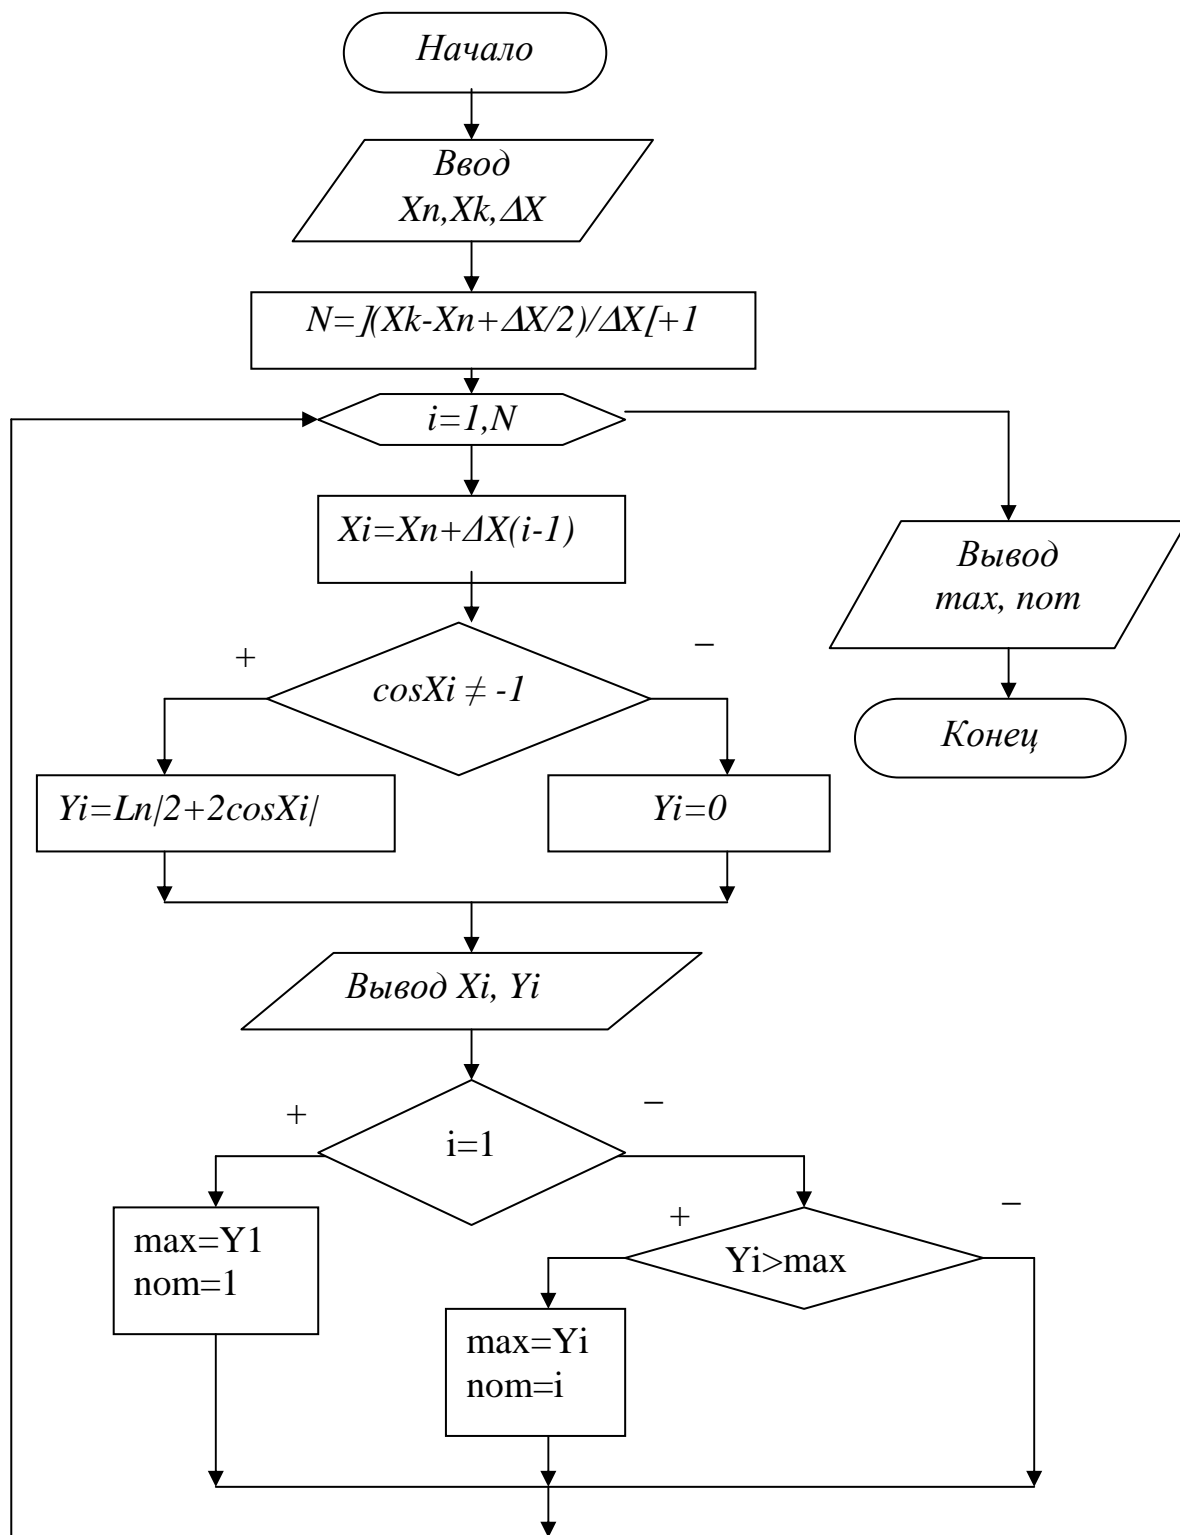 Начало
Ввод
Xn,Xk,ΔX
N=](Xk-Xn+ΔX/2)/ΔX[+1
i=1,N
Xi=Xn+ΔX(i-1)
Вывод
max, nom
+
–
cosXi ≠ -1
Конец
Yi=Ln|2+2cosXi|
Yi=0
Вывод Xi, Yi
+
–
i=1
+
–
max=Y1
nom=1
Yi>max
max=Yi
nom=i